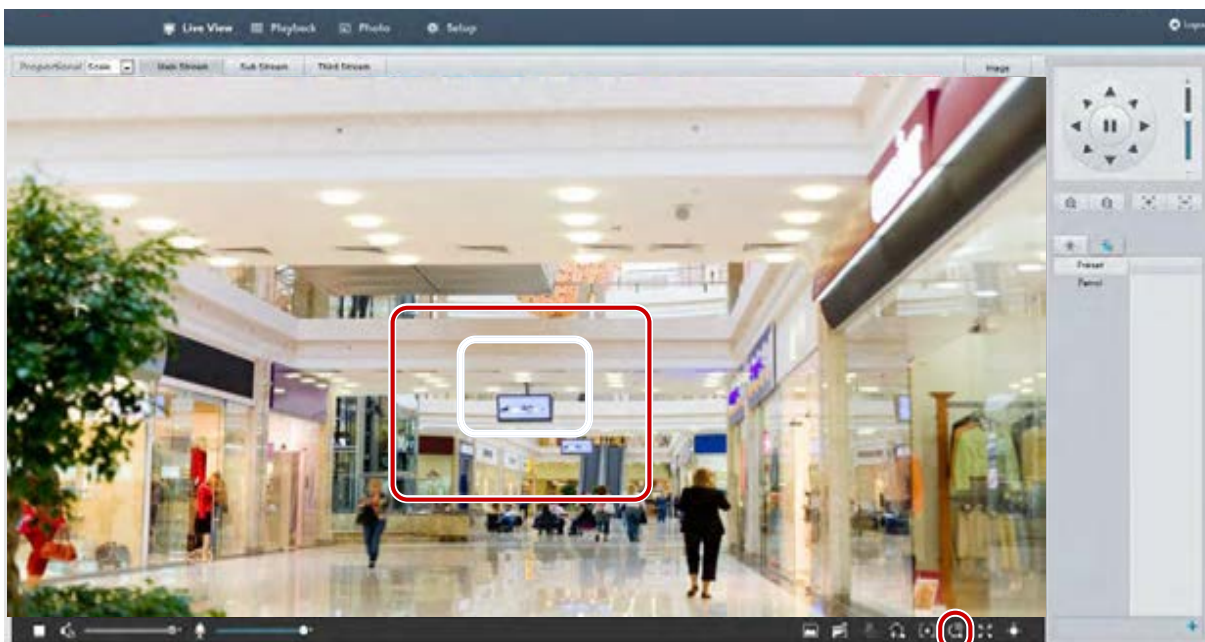 Live View Playback Photo Setup
Proportional Scale Main Stream Sub Stream Third Stream Image
Preset
Patrol